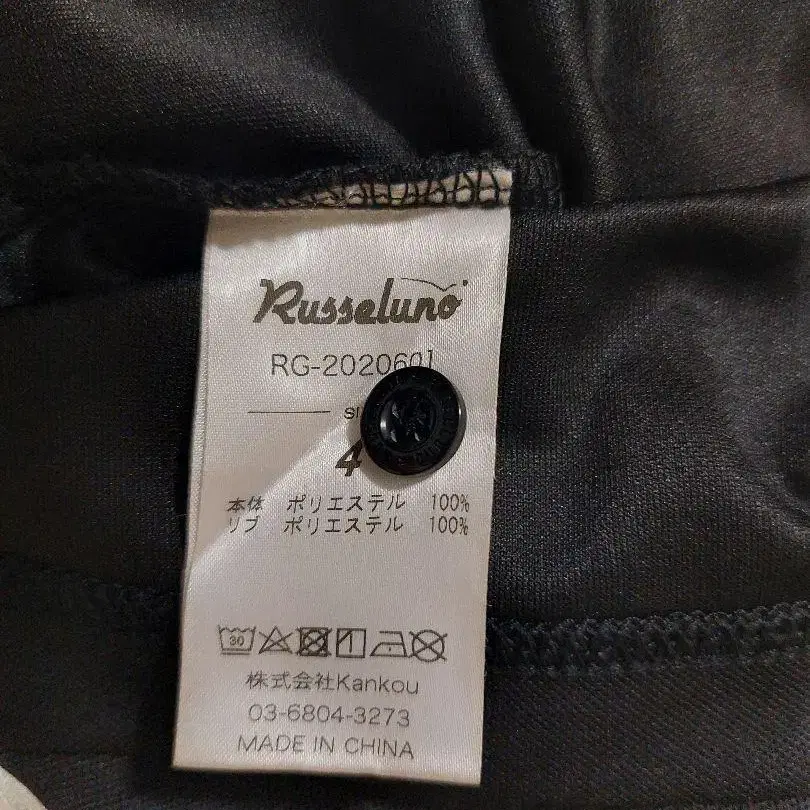 Russeluno
RG-2020601
4
本体 ポリエステル 100%
リブ ポリエステル 100%
30
株式会社Kankou
03-6804-3273
MADE IN CHINA